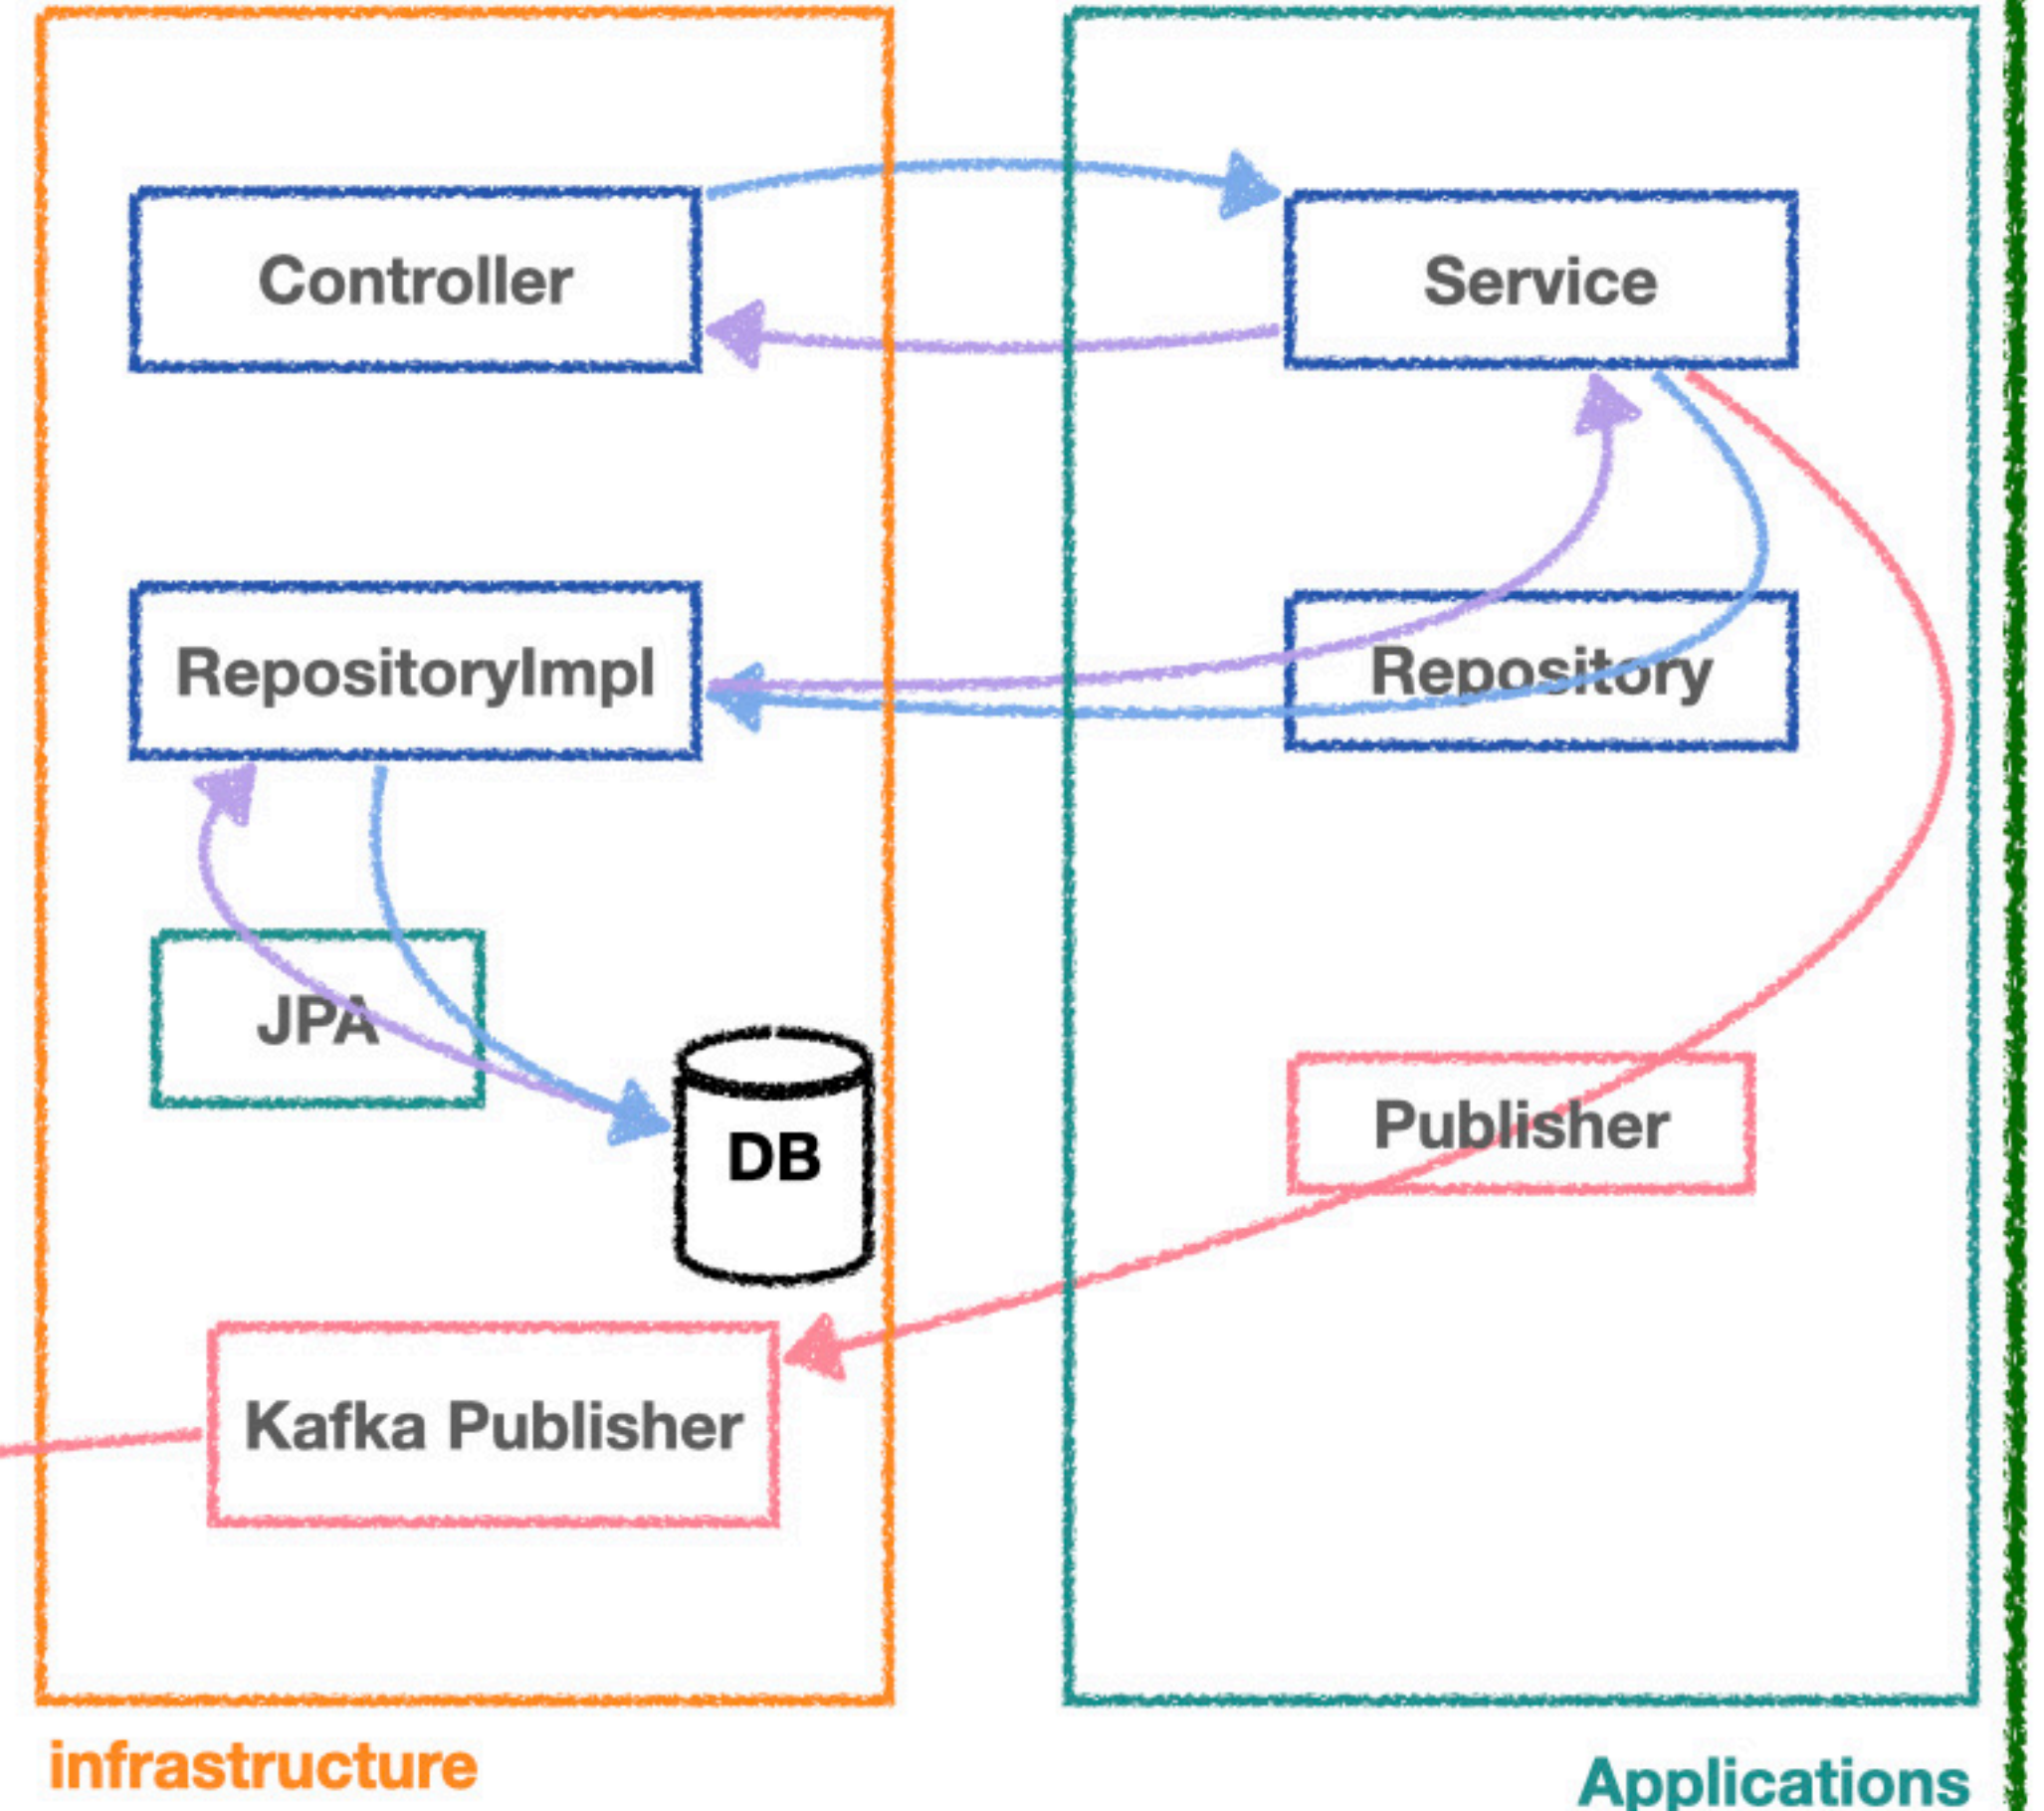 Controller
Service
RepositoryImpl
Repository
JPA
DB
Publisher
Kafka Publisher
infrastructure
Applications